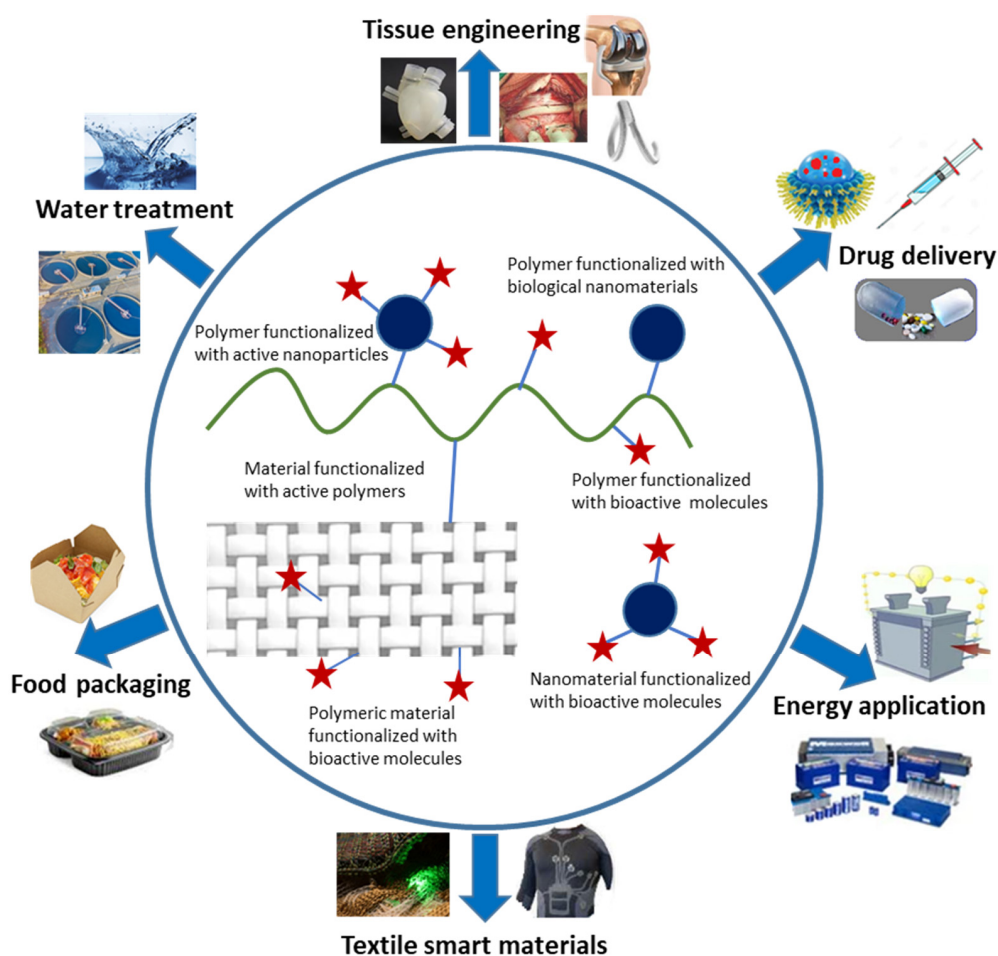 Tissue engineering
Water treatment
Drug delivery
Polymer functionalized with
biological nanomaterials
Polymer functionalized
with active nanoparticles
Material functionalized
with active polymers
Polymer functionalized
with bioactive molecules
Food packaging
Nanomaterial functionalized
with bioactive molecules
Energy application
Polymeric material
functionalized with
bioactive molecules
Textile smart materials